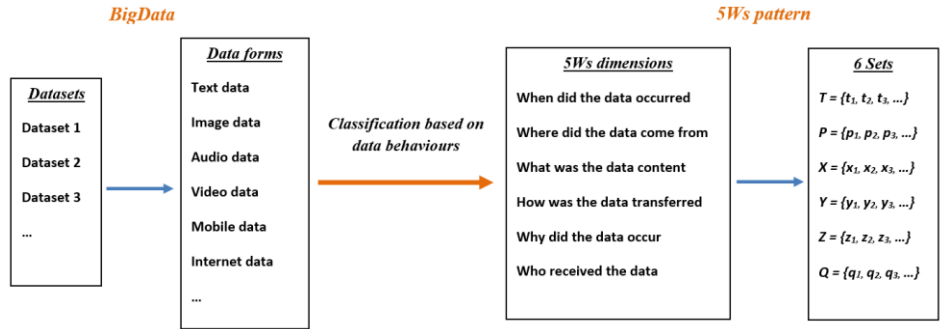 BigData
5Ws pattern
Datasets
Dataset 1
Dataset 2
Dataset 3
...
Data forms
Text data
Image data
Audio data
Video data
Mobile data
Internet data
...
Classification based on
data behaviours
5Ws dimensions
When did the data occurred
Where did the data come from
What was the data content
How was the data transferred
Why did the data occur
Who received the data
6 Sets
T = {t₁, t₂, t₃, ...}
P = {p₁, p₂, p₃, ...}
X = {x₁, x₂, x₃, ...}
Y = {y₁, y₂, y₃, ...}
Z = {z₁, z₂, z₃, ...}
Q = {q₁, q₂, q₃, ...}